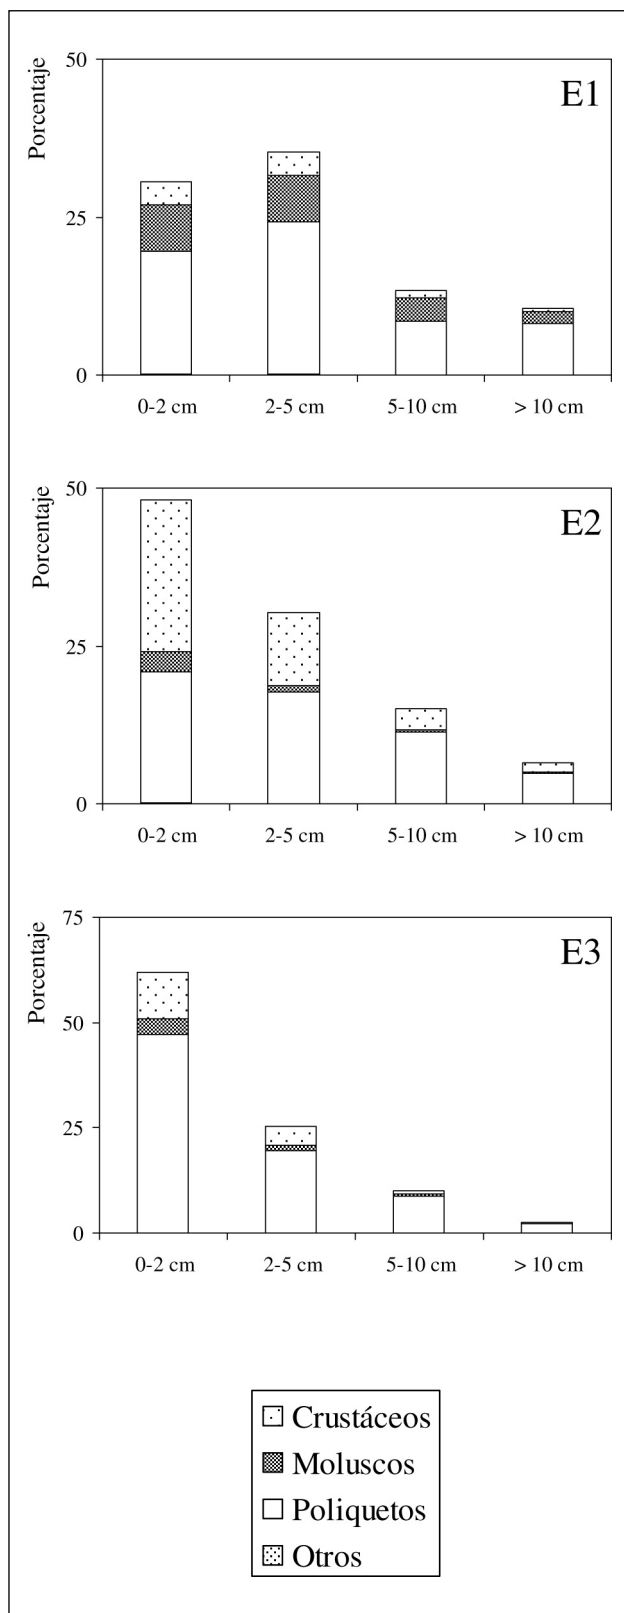 50
E1
Porcentaje
25
0
0-2 cm 2-5 cm 5-10 cm > 10 cm
50
E2
Porcentaje
25
0
0-2 cm 2-5 cm 5-10 cm > 10 cm
75
E3
Porcentaje
50
25
0
0-2 cm 2-5 cm 5-10 cm > 10 cm
Crustáceos
Moluscos
Poliquetos
Otros